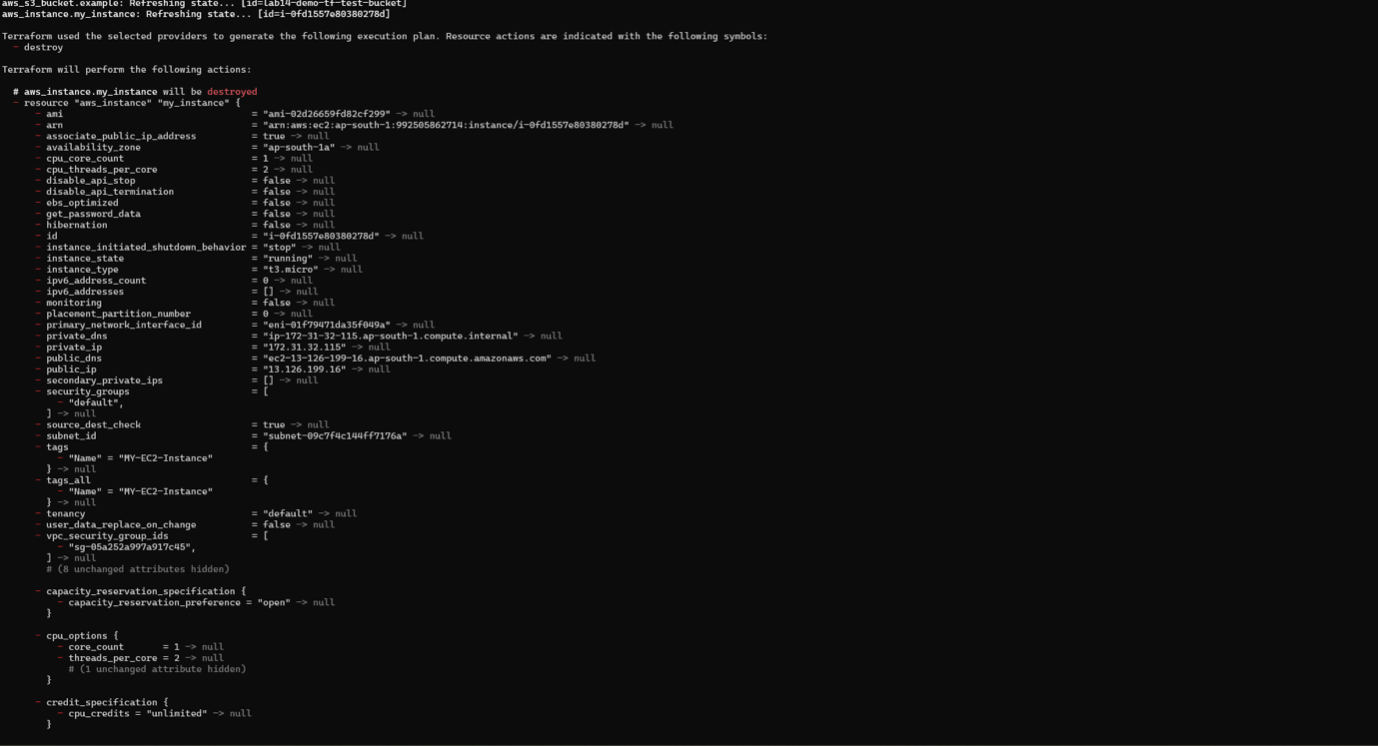 aws_s3_bucket.example: Refreshing state... [id=lab14-demo-tf-test-bucket]
aws_instance.my_instance: Refreshing state... [id=i-0fd1557e80380278d]

Terraform used the selected providers to generate the following execution plan. Resource actions are indicated with the following symbols:
  - destroy

Terraform will perform the following actions:

  # aws_instance.my_instance will be destroyed
  - resource "aws_instance" "my_instance" {
      - ami                                  = "ami-02d26659fd82cf299" -> null
      - arn                                  = "arn:aws:ec2:ap-south-1:992505862714:instance/i-0fd1557e80380278d" -> null
      - associate_public_ip_address          = true -> null
      - availability_zone                    = "ap-south-1a" -> null
      - cpu_core_count                       = 1 -> null
      - cpu_threads_per_core                 = 2 -> null
      - disable_api_stop                     = false -> null
      - disable_api_termination              = false -> null
      - ebs_optimized                        = false -> null
      - get_password_data                    = false -> null
      - hibernation                          = false -> null
      - id                                   = "i-0fd1557e80380278d" -> null
      - instance_initiated_shutdown_behavior = "stop" -> null
      - instance_state                       = "running" -> null
      - instance_type                        = "t3.micro" -> null
      - ipv6_address_count                   = 0 -> null
      - ipv6_addresses                       = [] -> null
      - monitoring                           = false -> null
      - placement_partition_number           = 0 -> null
      - primary_network_interface_id         = "eni-01f79471da35f049a" -> null
      - private_dns                          = "ip-172-31-32-115.ap-south-1.compute.internal" -> null
      - private_ip                           = "172.31.32.115" -> null
      - public_dns                           = "ec2-13-126-199-16.ap-south-1.compute.amazonaws.com" -> null
      - public_ip                            = "13.126.199.16" -> null
      - secondary_private_ips                = [] -> null
      - security_groups                      = [
          - "default",
        ] -> null
      - source_dest_check                    = true -> null
      - subnet_id                            = "subnet-09c7f4c144ff7176a" -> null
      - tags                                 = {
          - "Name" = "MY-EC2-Instance"
        } -> null
      - tags_all                             = {
          - "Name" = "MY-EC2-Instance"
        } -> null
      - tenancy                              = "default" -> null
      - user_data_replace_on_change          = false -> null
      - vpc_security_group_ids               = [
          - "sg-05a252a997a917c45",
        ] -> null
        # (8 unchanged attributes hidden)

      - capacity_reservation_specification {
          - capacity_reservation_preference = "open" -> null
        }

      - cpu_options {
          - core_count       = 1 -> null
          - threads_per_core = 2 -> null
            # (1 unchanged attribute hidden)
        }

      - credit_specification {
          - cpu_credits = "unlimited" -> null
        }